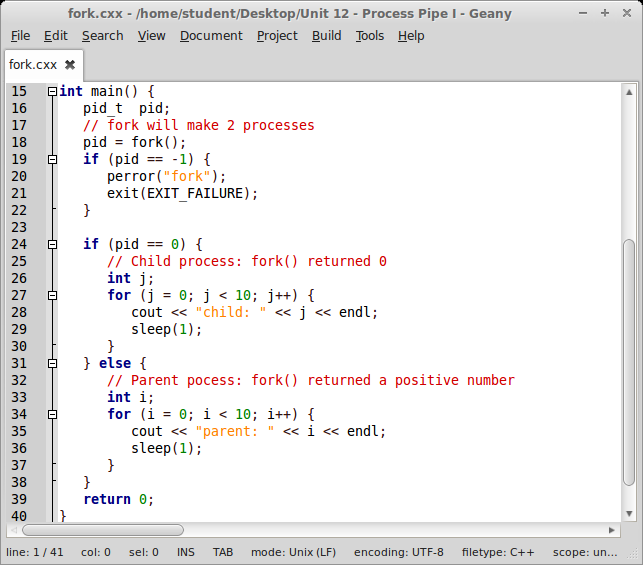 fork.cxx - /home/student/Desktop/Unit 12 - Process Pipe I - Geany
File Edit Search View Document Project Build Tools Help
fork.cxx
15 int main() {
16 pid_t  pid;
17 // fork will make 2 processes
18 pid = fork();
19 if (pid == -1) {
20 perror("fork");
21 exit(EXIT_FAILURE);
22 }
23
24 if (pid == 0) {
25 // Child process: fork() returned 0
26 int j;
27 for (j = 0; j < 10; j++) {
28 cout << "child: " << j << endl;
29 sleep(1);
30 }
31 } else {
32 // Parent pocess: fork() returned a positive number
33 int i;
34 for (i = 0; i < 10; i++) {
35 cout << "parent: " << i << endl;
36 sleep(1);
37 }
38 }
39 return 0;
40 }
line: 1 / 41 col: 0 sel: 0 INS TAB mode: Unix (LF) encoding: UTF-8 filetype: C++ scope: un...